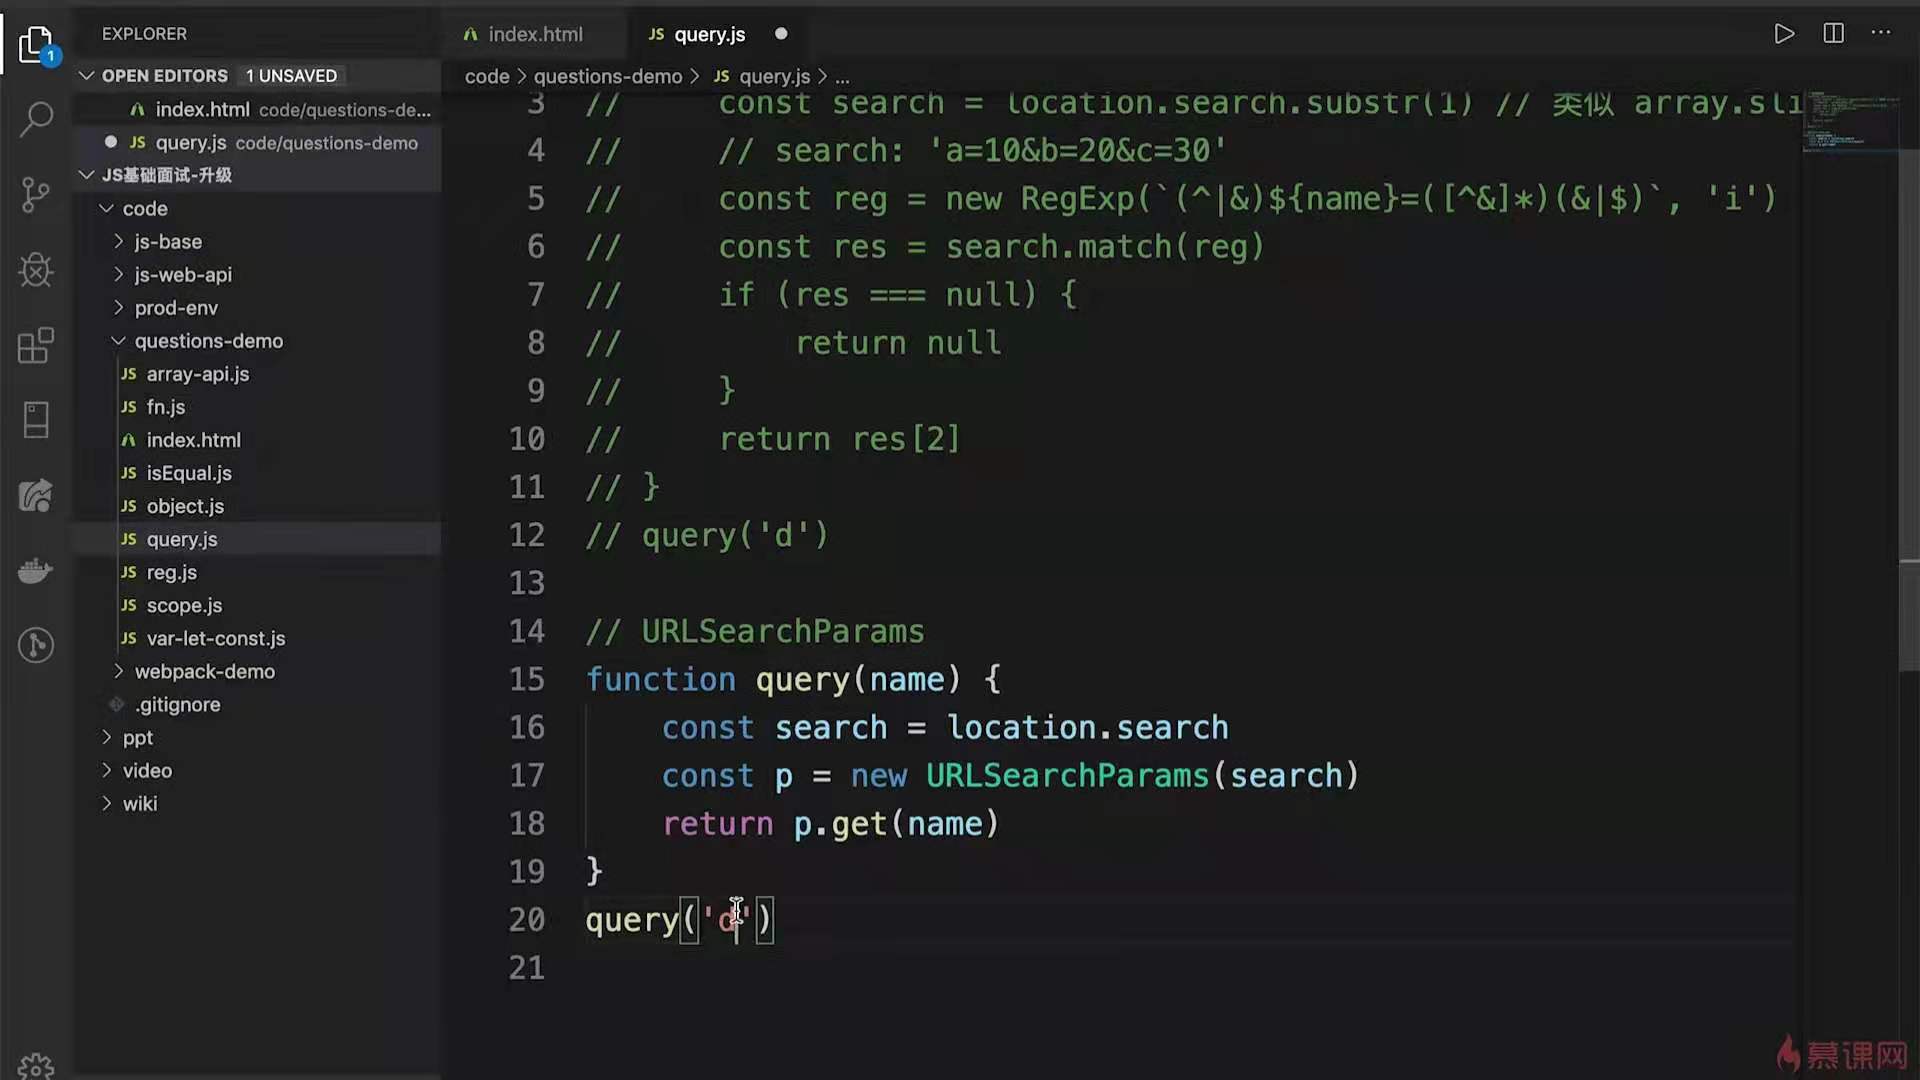 EXPLORER
OPEN EDITORS 1 UNSAVED
index.html code/questions-de...
query.js code/questions-demo
JS基础面试-升级
code
js-base
js-web-api
prod-env
questions-demo
JS array-api.js
JS fn.js
index.html
JS isEqual.js
JS object.js
JS query.js
JS reg.js
JS scope.js
JS var-let-const.js
webpack-demo
.gitignore
ppt
video
wiki
1
index.html
JS query.js
code > questions-demo > JS query.js > ...
3 // const search = location.search.substr(1) // 类似 array.sli
4 // // search: 'a=10&b=20&c=30'
5 // const reg = new RegExp(`(^|&)${name}=([^&]*)(&|$)`, 'i')
6 // const res = search.match(reg)
7 // if (res === null) {
8 // return null
9 // }
10 // return res[2]
11 // }
12 // query('d')
13
14 // URLSearchParams
15 function query(name) {
16 const search = location.search
17 const p = new URLSearchParams(search)
18 return p.get(name)
19 }
20 query('d')
21
慕课网